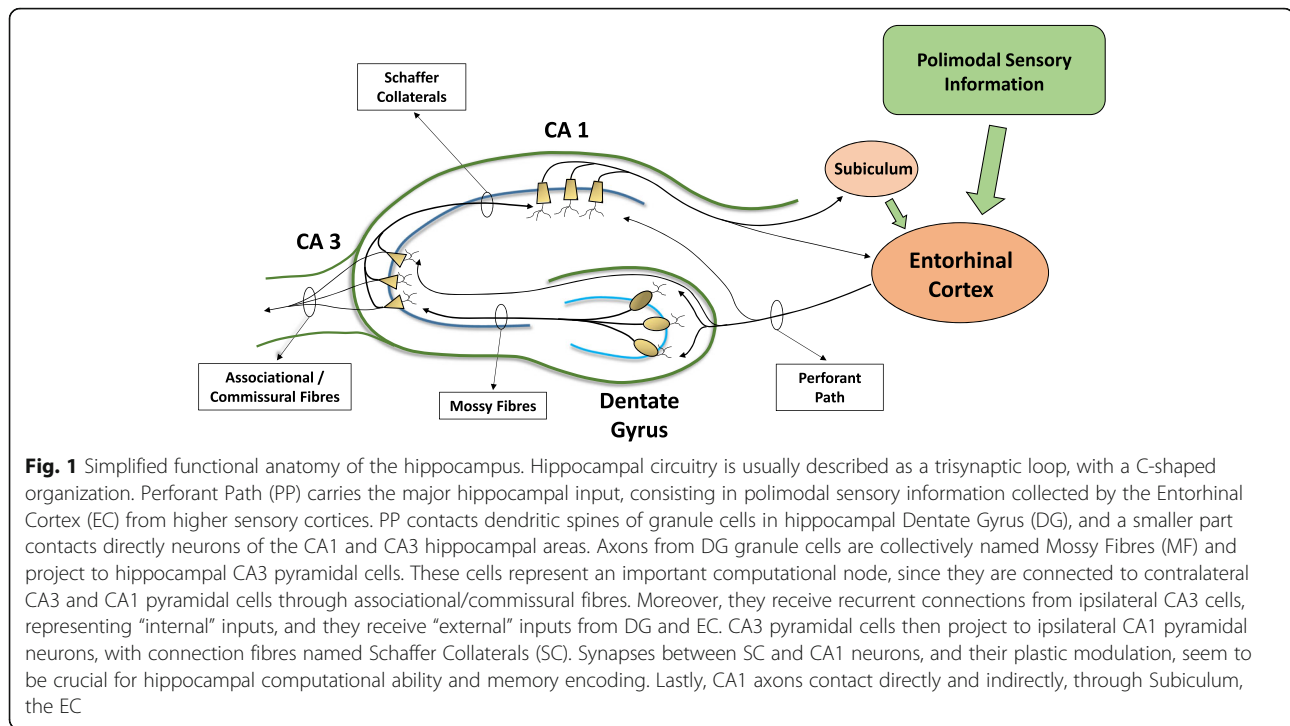 Polimodal Sensory
Information
Schaffer
Collaterals
CA 1
Subiculum
CA 3
Entorhinal
Cortex
Associational /
Commissural Fibres
Mossy Fibres
Dentate
Gyrus
Perforant
Path
Fig. 1 Simplified functional anatomy of the hippocampus. Hippocampal circuitry is usually described as a trisynaptic loop, with a C-shaped
organization. Perforant Path (PP) carries the major hippocampal input, consisting in polimodal sensory information collected by the Entorhinal
Cortex (EC) from higher sensory cortices. PP contacts dendritic spines of granule cells in hippocampal Dentate Gyrus (DG), and a smaller part
contacts directly neurons of the CA1 and CA3 hippocampal areas. Axons from DG granule cells are collectively named Mossy Fibres (MF) and
project to hippocampal CA3 pyramidal cells. These cells represent an important computational node, since they are connected to contralateral
CA3 and CA1 pyramidal cells through associational/commissural fibres. Moreover, they receive recurrent connections from ipsilateral CA3 cells,
representing “internal” inputs, and they receive “external” inputs from DG and EC. CA3 pyramidal cells then project to ipsilateral CA1 pyramidal
neurons, with connection fibres named Schaffer Collaterals (SC). Synapses between SC and CA1 neurons, and their plastic modulation, seem to
be crucial for hippocampal computational ability and memory encoding. Lastly, CA1 axons contact directly and indirectly, through Subiculum,
the EC